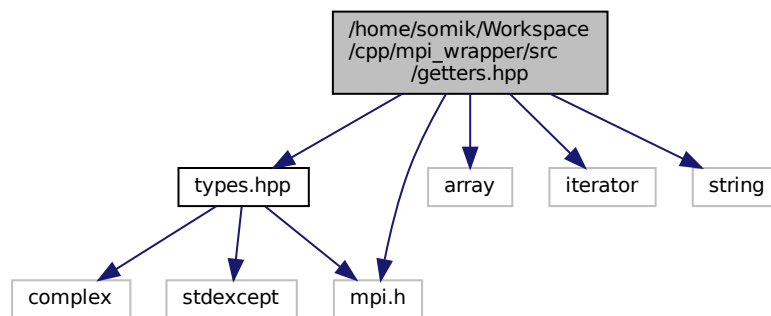 /home/somik/Workspace
/cpp/mpi_wrapper/src
/getters.hpp
types.hpp
array
iterator
string
complex
stdexcept
mpi.h